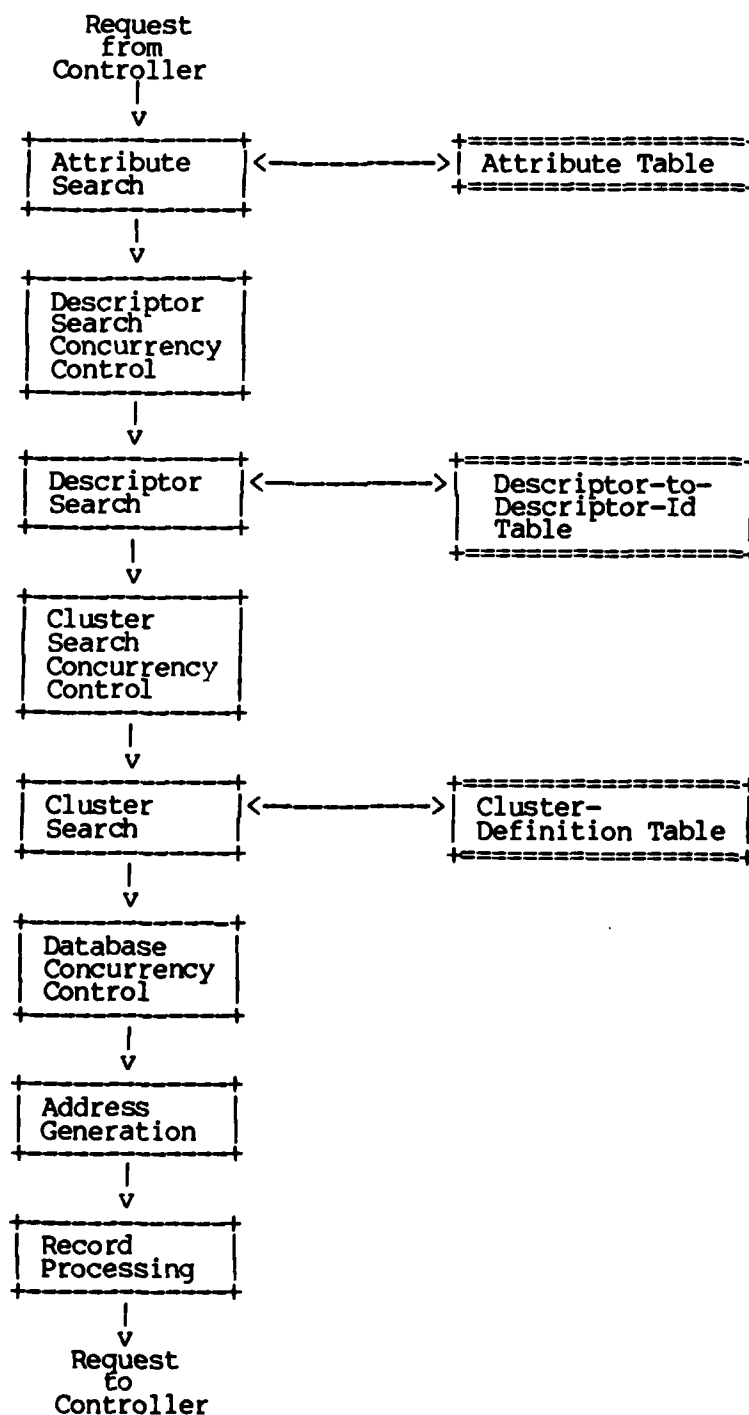 Request
from
Controller
Attribute
Search
Attribute Table
Descriptor
Search
Concurrency
Control
Descriptor
Search
Descriptor-to-
Descriptor-Id
Table
Cluster
Search
Concurrency
Control
Cluster
Search
Cluster-
Definition Table
Database
Concurrency
Control
Address
Generation
Record
Processing
Request
to
Controller